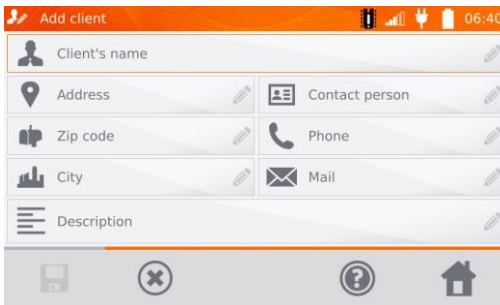 Add client 06:40
Client's name
Address Contact person
Zip code Phone
City Mail
Description